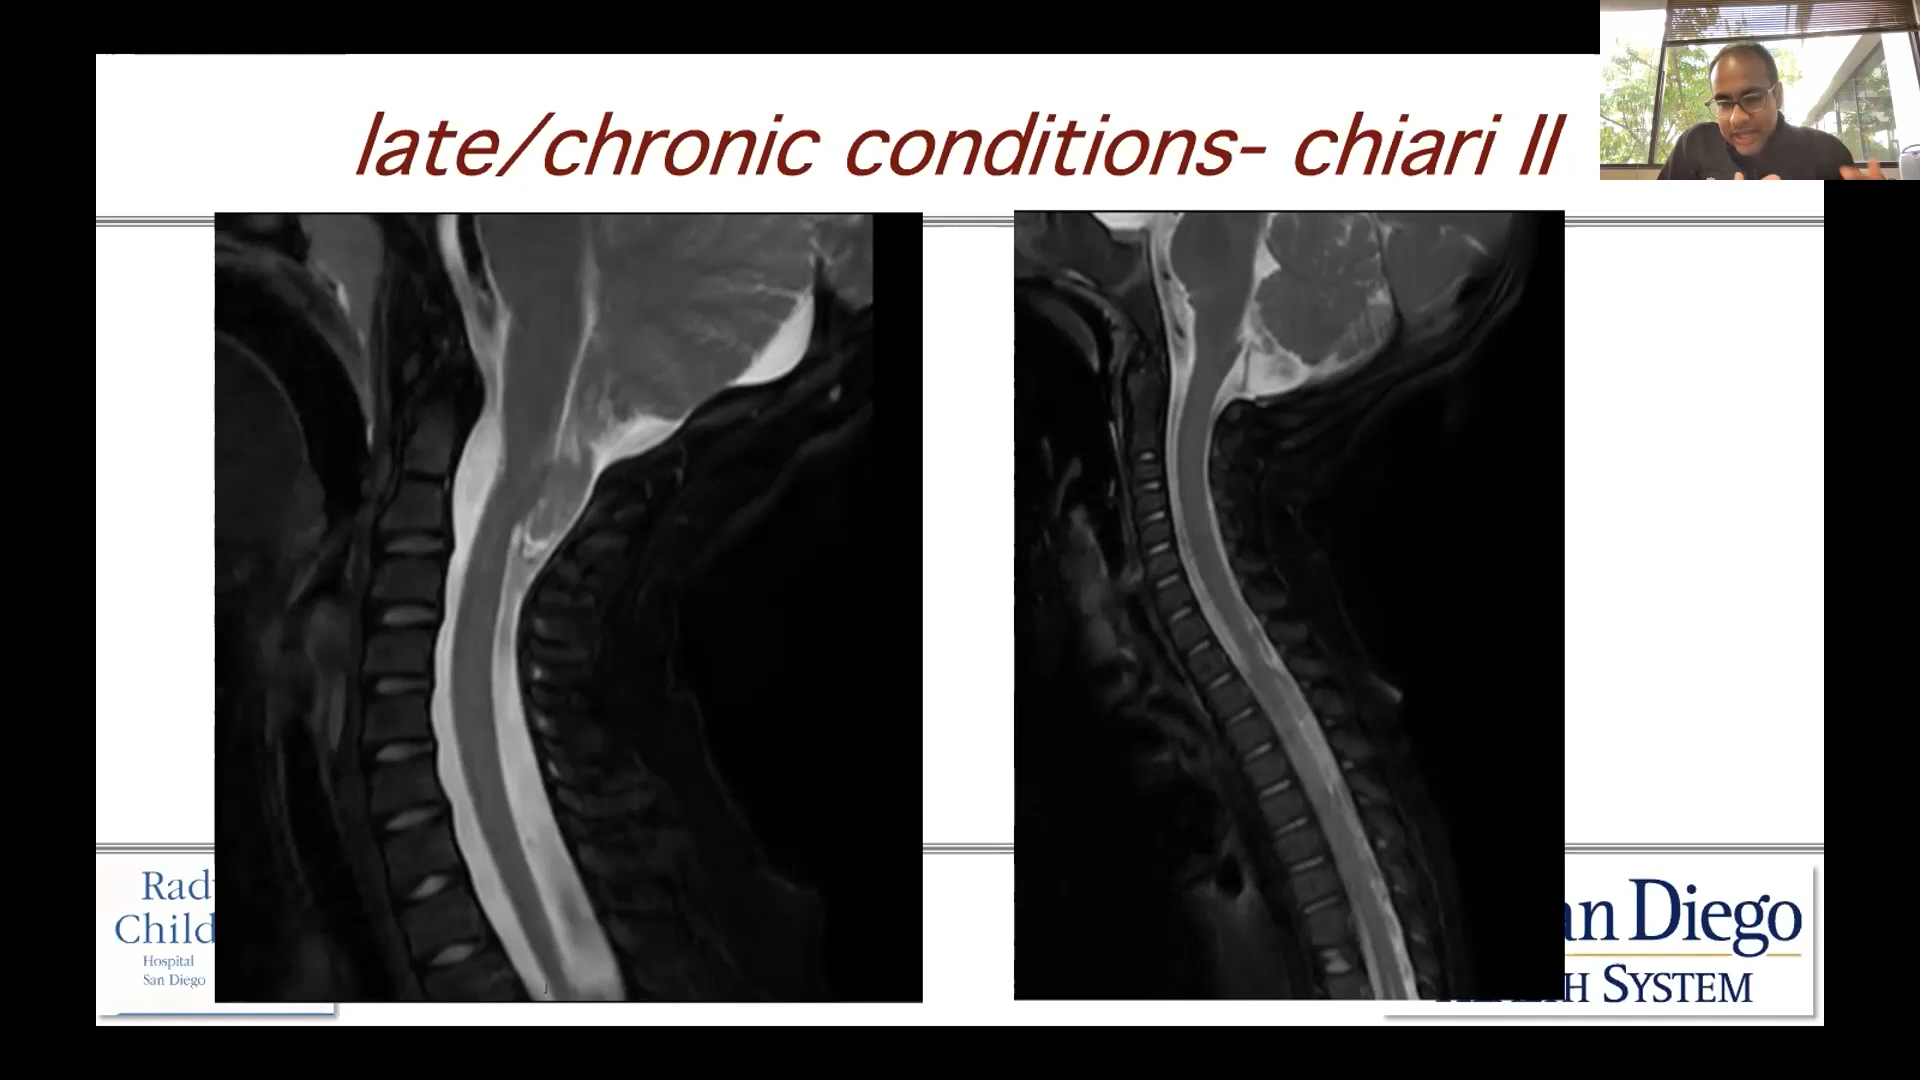 late/chronic conditions- chiari II
Rad
Child
Hospital
San Diego
an Diego
SYSTEM